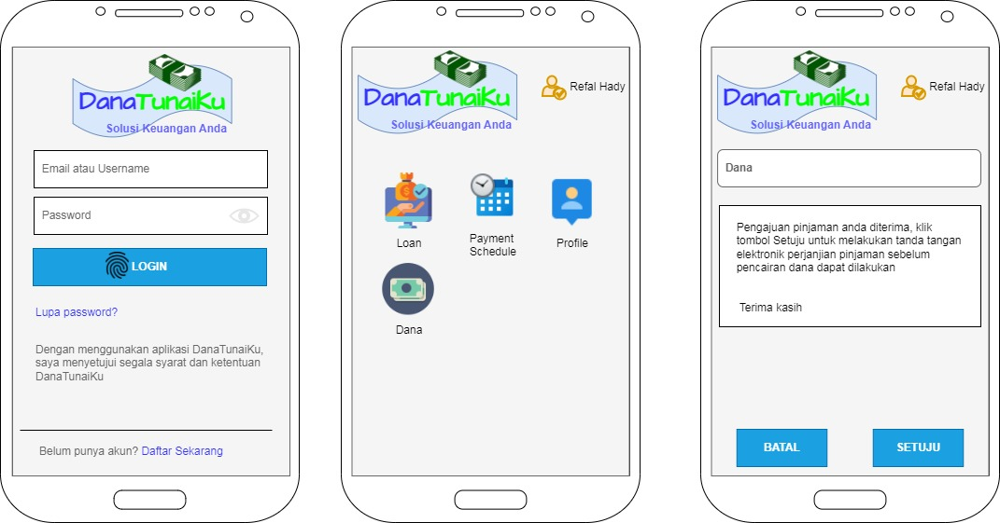 DanaTunaiKu
Solusi Keuangan Anda
Email atau Username
Password
LOGIN
Lupa password?
Dengan menggunakan aplikasi DanaTunaiKu,
saya menyetujui segala syarat dan ketentuan
DanaTunaiKu
Belum punya akun? Daftar Sekarang
DanaTunaiKu
Solusi Keuangan Anda
Refal Hady
Loan
Payment
Schedule
Profile
Dana
DanaTunaiKu
Solusi Keuangan Anda
Refal Hady
Dana
Pengajuan pinjaman anda diterima, klik
tombol Setuju untuk melakukan tanda tangan
elektronik perjanjian pinjaman sebelum
pencairan dana dapat dilakukan
Terima kasih
BATAL
SETUJU